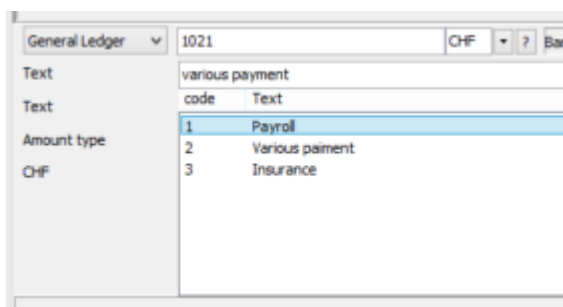 General Ledger 1021 CHF ? Bar
Text various payment
code Text
Text
1 Payroll
Amount type
2 Various paiment
CHF
3 Insurance